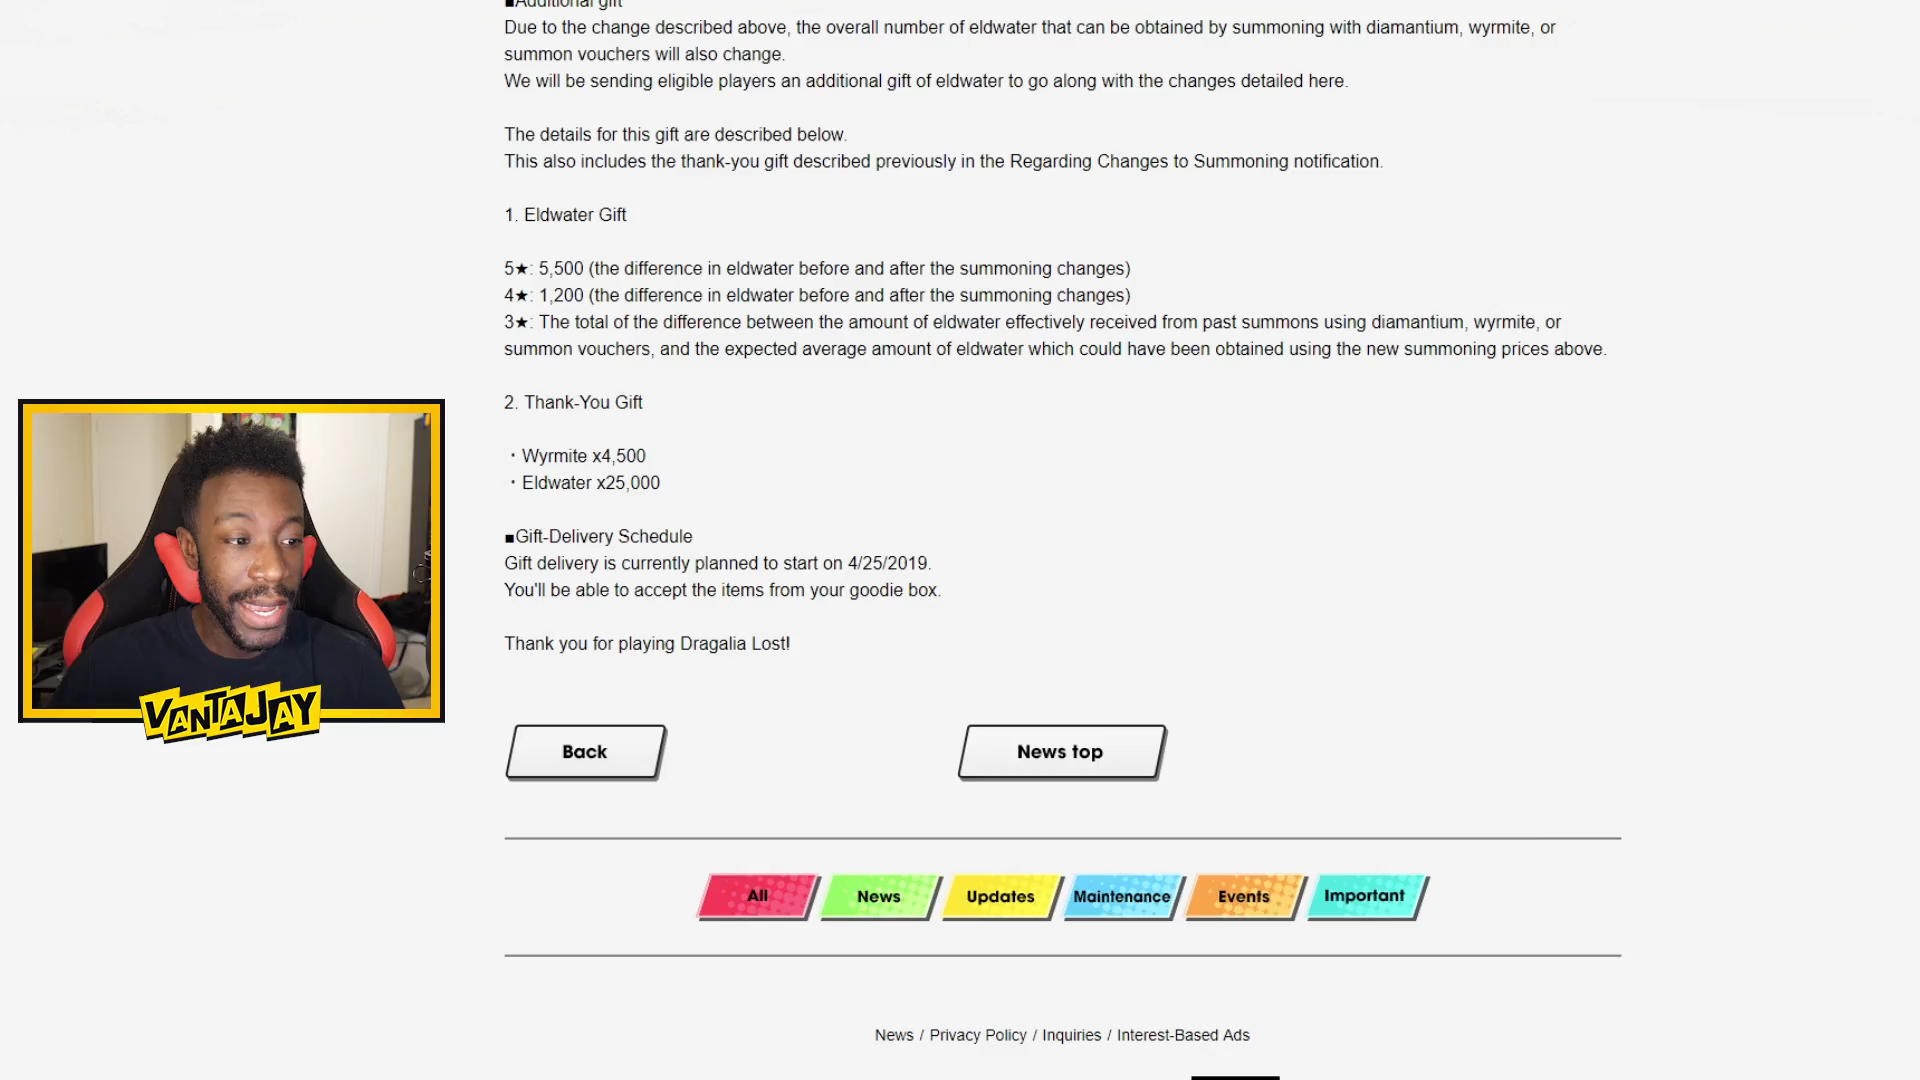 ■Additional gift
Due to the change described above, the overall number of eldwater that can be obtained by summoning with diamantium, wyrmite, or
summon vouchers will also change.
We will be sending eligible players an additional gift of eldwater to go along with the changes detailed here.
The details for this gift are described below.
This also includes the thank-you gift described previously in the Regarding Changes to Summoning notification.
1. Eldwater Gift
5★: 5,500 (the difference in eldwater before and after the summoning changes)
4★: 1,200 (the difference in eldwater before and after the summoning changes)
3★: The total of the difference between the amount of eldwater effectively received from past summons using diamantium, wyrmite, or
summon vouchers, and the expected average amount of eldwater which could have been obtained using the new summoning prices above.
2. Thank-You Gift
・Wyrmite x4,500
・Eldwater x25,000
■Gift-Delivery Schedule
Gift delivery is currently planned to start on 4/25/2019.
You'll be able to accept the items from your goodie box.
Thank you for playing Dragalia Lost!
VANTAJAY
Back
News top
All
News
Updates
Maintenance
Events
Important
News / Privacy Policy / Inquiries / Interest-Based Ads